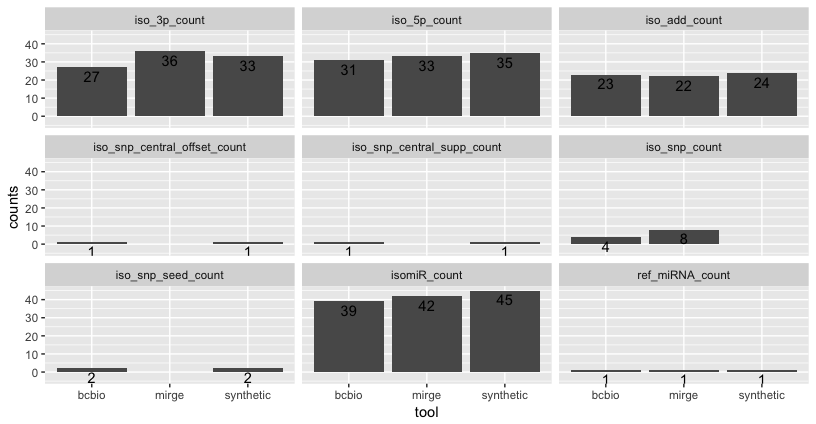 iso_3p_count iso_5p_count iso_add_count
40
30
20
10
0
27 36 33
31 33 35
23 22 24
iso_snp_central_offset_count iso_snp_central_supp_count iso_snp_count
40
30
20
10
0
1 1
1 1
4 8
iso_snp_seed_count isomiR_count ref_miRNA_count
40
30
20
10
0
2 2
39 42 45
1 1 1
bcbio mirge synthetic bcbio mirge synthetic bcbio mirge synthetic
counts
tool